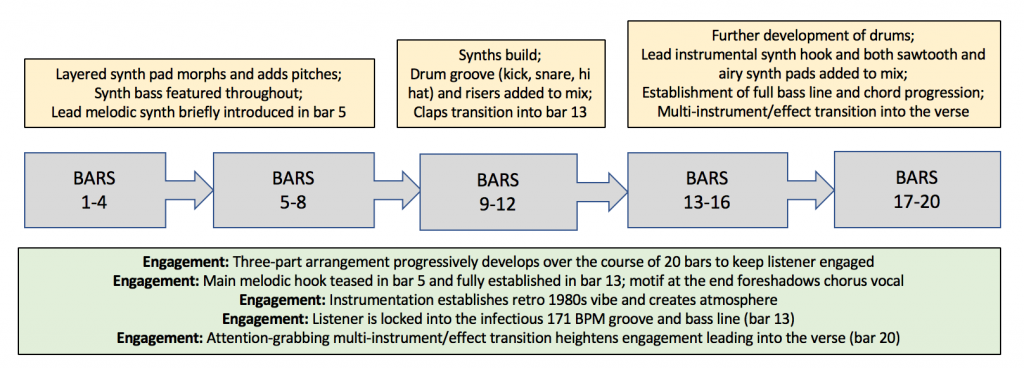 Layered synth pad morphs and adds pitches;
Synth bass featured throughout;
Lead melodic synth briefly introduced in bar 5
Synths build;
Drum groove (kick, snare, hi
hat) and risers added to mix;
Claps transition into bar 13
Further development of drums;
Lead instrumental synth hook and both sawtooth and
airy synth pads added to mix;
Establishment of full bass line and chord progression;
Multi-instrument/effect transition into the verse
BARS
1-4
BARS
5-8
BARS
9-12
BARS
13-16
BARS
17-20
Engagement: Three-part arrangement progressively develops over the course of 20 bars to keep listener engaged
Engagement: Main melodic hook teased in bar 5 and fully established in bar 13; motif at the end foreshadows chorus vocal
Engagement: Instrumentation establishes retro 1980s vibe and creates atmosphere
Engagement: Listener is locked into the infectious 171 BPM groove and bass line (bar 13)
Engagement: Attention-grabbing multi-instrument/effect transition heightens engagement leading into the verse (bar 20)